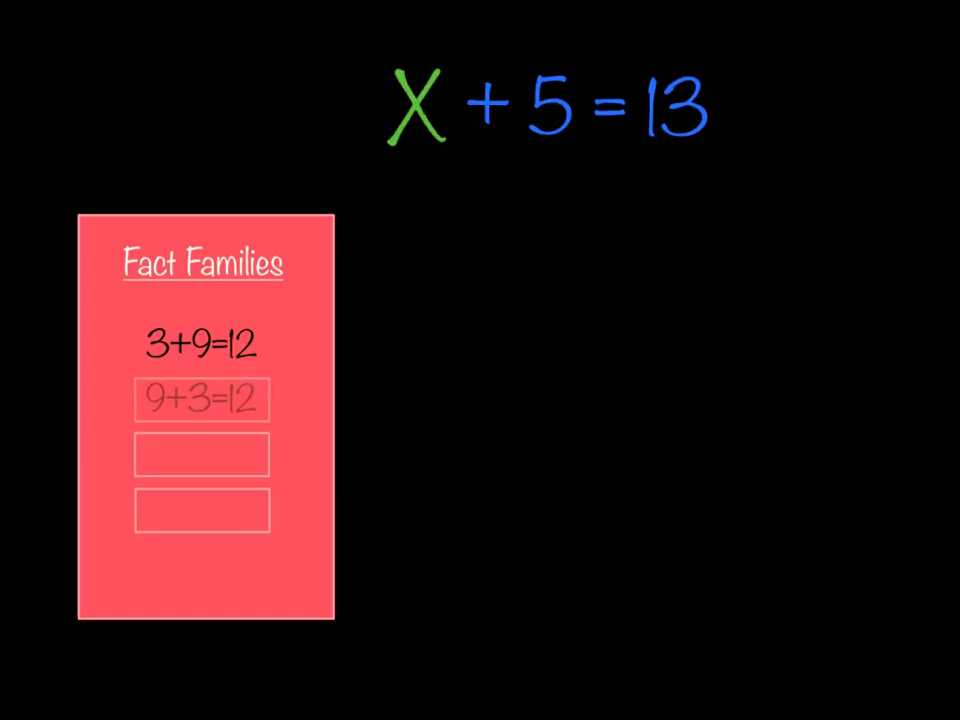 X + 5 = 13
Fact Families
3+9=12
9+3=12